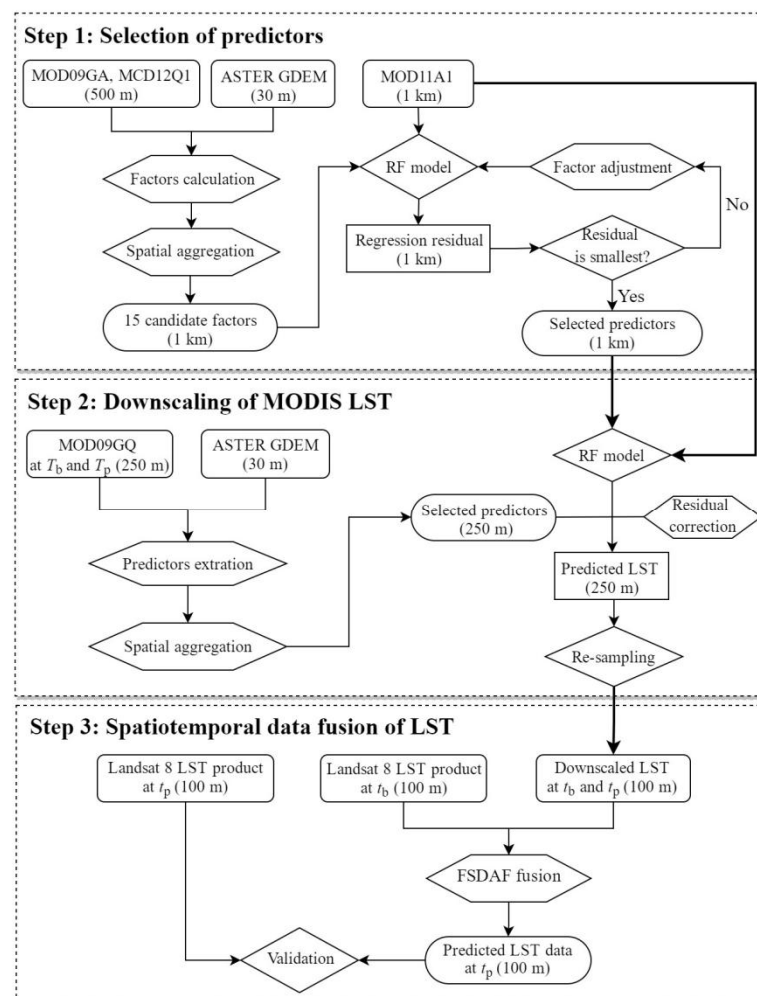 Step 1: Selection of predictors
MOD09GA, MCD12Q1
(500 m)
ASTER GDEM
(30 m)
MOD11A1
(1 km)
Factors calculation
RF model
Factor adjustment
No
Spatial aggregation
Regression residual
(1 km)
Residual
is smallest?
Yes
15 candidate factors
(1 km)
Selected predictors
(1 km)
Step 2: Downscaling of MODIS LST
MOD09GQ
at Tb and Tp (250 m)
ASTER GDEM
(30 m)
RF model
Selected predictors
(250 m)
Residual
correction
Predictors extration
Predicted LST
(250 m)
Spatial aggregation
Re-sampling
Step 3: Spatiotemporal data fusion of LST
Landsat 8 LST product
at tp (100 m)
Landsat 8 LST product
at tb (100 m)
Downscaled LST
at tb and tp (100 m)
FSDAF fusion
Validation
Predicted LST data
at tp (100 m)